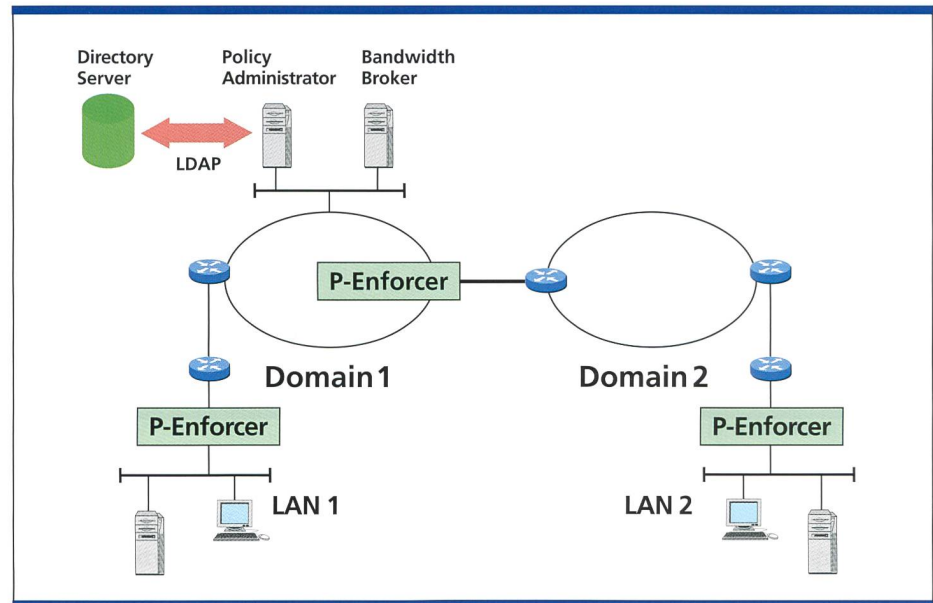 Directory
Server
Policy
Administrator
Bandwidth
Broker
LDAP
P-Enforcer
Domain 1
Domain 2
P-Enforcer
P-Enforcer
LAN 1
LAN 2